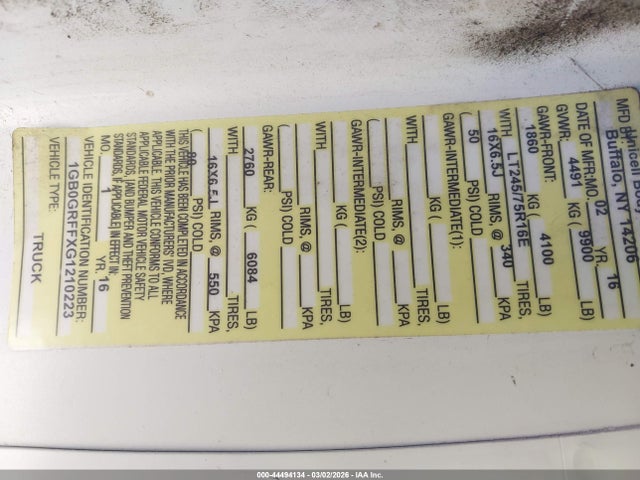 MFD Unicell Body
Buffalo, NY 14206
DATE OF MFR:MO. 02 YR. 16
GVWR: 4491 KG ( 9900 LB)
GAWR-FRONT:
1860 KG ( 4100 LB)
WITH LT245/75R16E TIRES,
16X6.5J RIMS, @ 340 KPA
( 50 PSI) COLD
GAWR-INTERMEDIATE(1):
KG ( LB)
WITH TIRES,
RIMS, @ KPA
( PSI) COLD
GAWR-INTERMEDIATE(2):
KG ( LB)
WITH TIRES,
RIMS, @ KPA
( PSI) COLD
GAWR-REAR:
2760 KG ( 6084 LB)
WITH TIRES,
16X6.5J RIMS, @ 550 KPA
( 80 PSI) COLD
THIS VEHICLE HAS BEEN COMPLETED IN ACCORDANCE
WITH THE PRIOR MANUFACTURERS' IVD, WHERE
APPLICABLE. THIS VEHICLE CONFORMS TO ALL
APPLICABLE FEDERAL MOTOR VEHICLE SAFETY
STANDARDS, [AND BUMPER AND THEFT PREVENTION
STANDARDS, IF APPLICABLE] IN EFFECT IN:
MO. 1 YR. 16
VEHICLE IDENTIFICATION NUMBER:
1GB0GRFFXG1210223
VEHICLE TYPE:
TRUCK
000-44494134 - 03/02/2026 - IAA Inc.